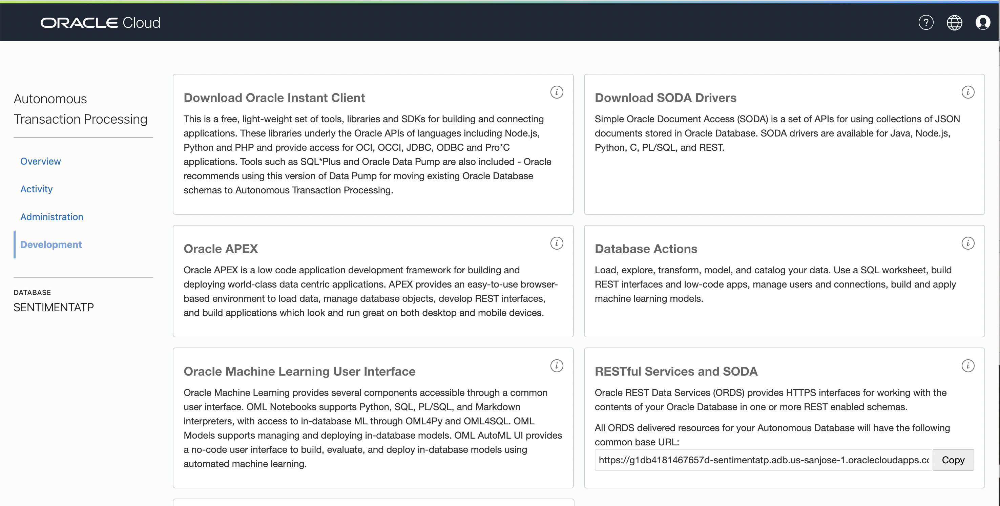 ORACLE Cloud
?
Autonomous
Transaction Processing
Overview
Activity
Administration
Development
DATABASE
SENTIMENTATP
Download Oracle Instant Client
i
This is a free, light-weight set of tools, libraries and SDKs for building and connecting
applications. These libraries underly the Oracle APIs of languages including Node.js,
Python and PHP and provide access for OCI, OCCI, JDBC, ODBC and Pro*C
applications. Tools such as SQL*Plus and Oracle Data Pump are also included - Oracle
recommends using this version of Data Pump for moving existing Oracle Database
schemas to Autonomous Transaction Processing.
Download SODA Drivers
i
Simple Oracle Document Access (SODA) is a set of APIs for using collections of JSON
documents stored in Oracle Database. SODA drivers are available for Java, Node.js,
Python, C, PL/SQL, and REST.
Oracle APEX
i
Oracle APEX is a low code application development framework for building and
deploying world-class data centric applications. APEX provides an easy-to-use browser-
based environment to load data, manage database objects, develop REST interfaces,
and build applications which look and run great on both desktop and mobile devices.
Database Actions
i
Load, explore, transform, model, and catalog your data. Use a SQL worksheet, build
REST interfaces and low-code apps, manage users and connections, build and apply
machine learning models.
Oracle Machine Learning User Interface
i
Oracle Machine Learning provides several components accessible through a common
user interface. OML Notebooks supports Python, SQL, PL/SQL, and Markdown
interpreters, with access to in-database ML through OML4Py and OML4SQL. OML
Models supports managing and deploying in-database models. OML AutoML UI provides
a no-code user interface to build, evaluate, and deploy in-database models using
automated machine learning.
RESTful Services and SODA
i
Oracle REST Data Services (ORDS) provides HTTPS interfaces for working with the
contents of your Oracle Database in one or more REST enabled schemas.
All ORDS delivered resources for your Autonomous Database will have the following
common base URL:
https://g1db4181467657d-sentimentatp.adb.us-sanjose-1.oraclecloudapps.cc
Copy